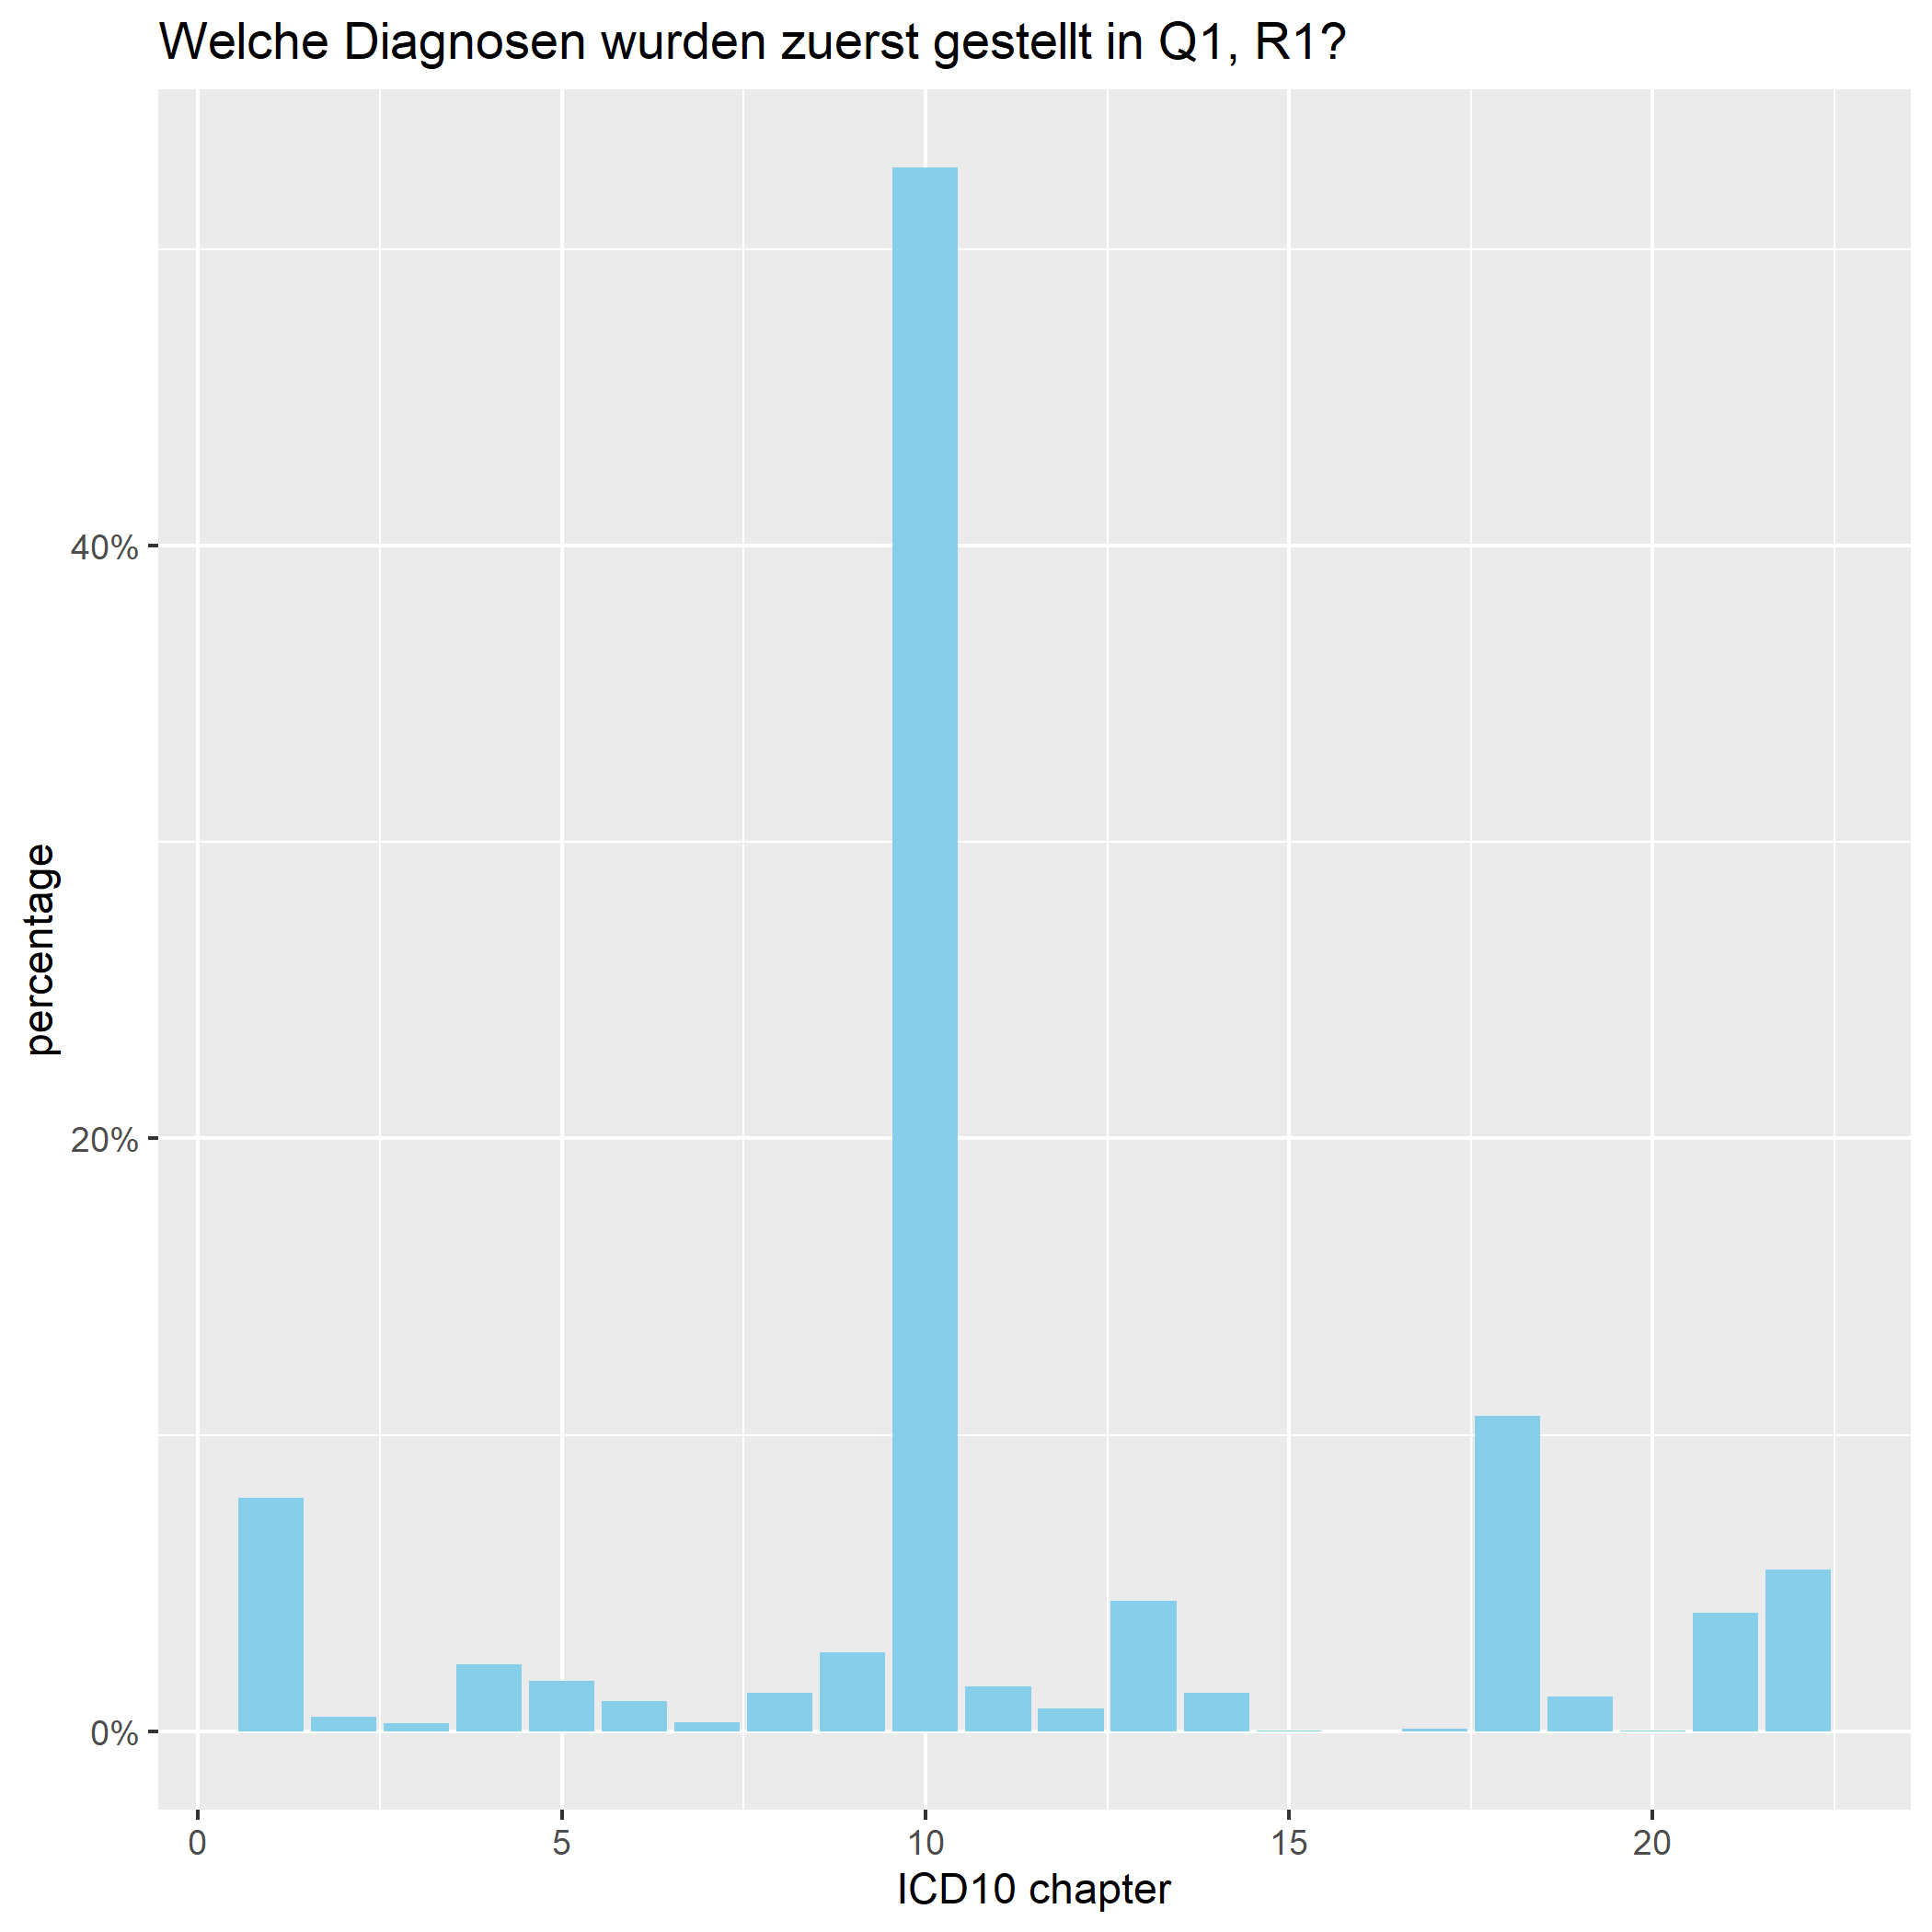 Welche Diagnosen wurden zuerst gestellt in Q1, R1?
percentage
40%
20%
0%
0 5 10 15 20
ICD10 chapter